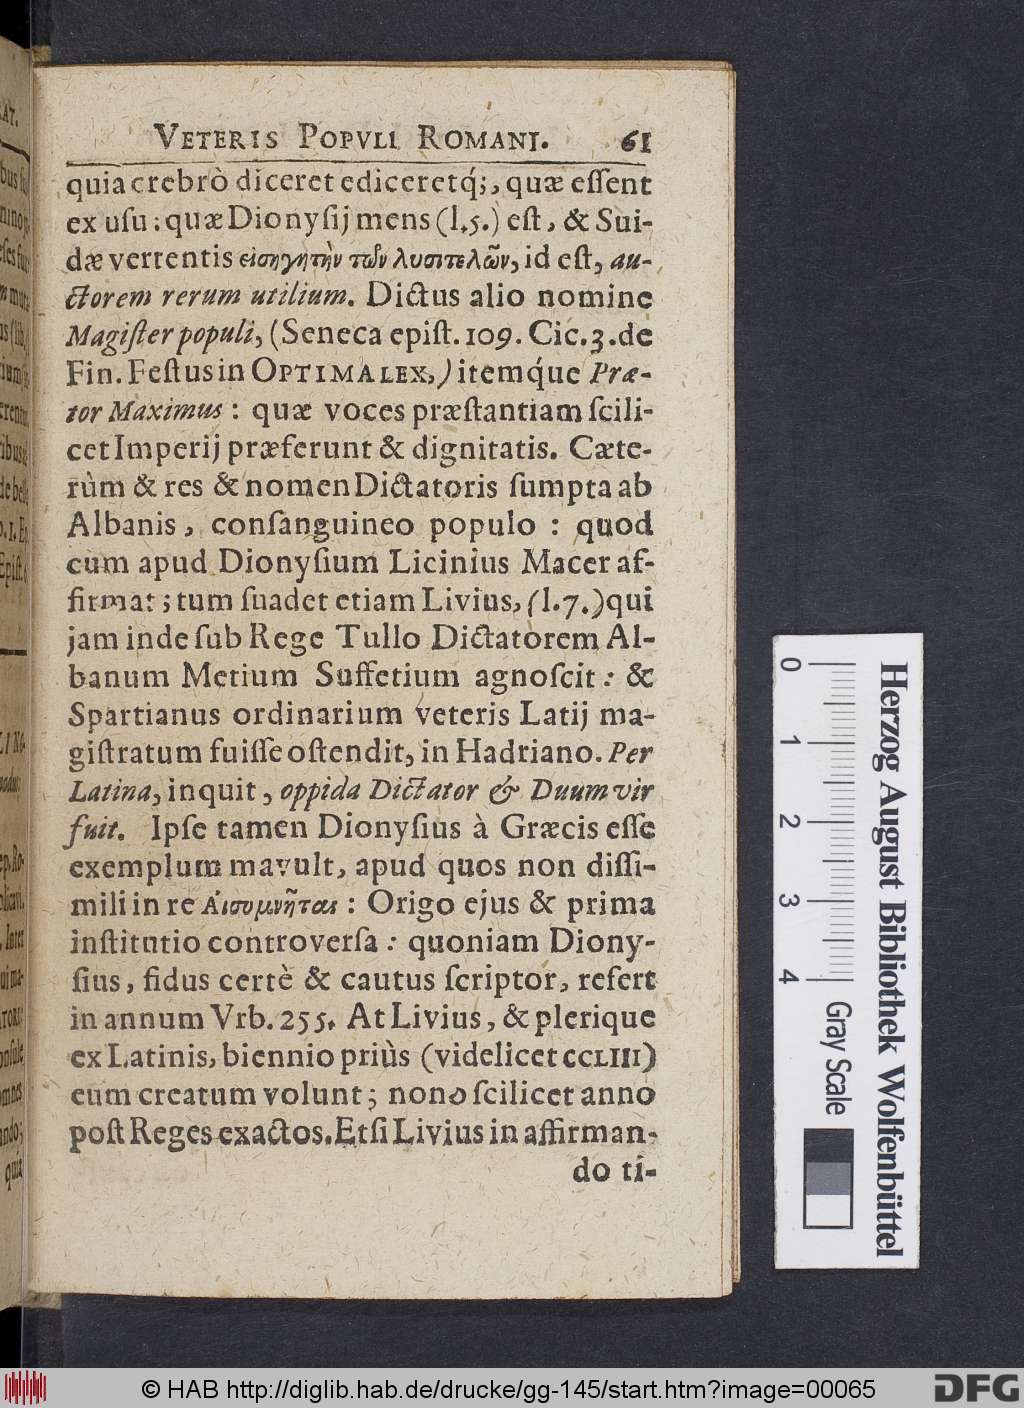 VETERIS POPVLI ROMANI. 61
quia crebrò diceret ediceretq́;, quæ eſſent
ex uſu: quæ Dionyſij mens (l.5.) eſt, & Sui-
dæ vertentis εἰσηγητὴν τῶν λυσιτελῶν, id eſt, au-
ctorem rerum utilium. Dictus alio nomine
Magiſter populi, (Seneca epiſt. 109. Cic. 3. de
Fin. Feſtus in OPTIMA LEX,) itemq́ue Præ-
tor Maximus: quæ voces præſtantiam ſcili-
cet Imperij præferunt & dignitatis. Cæte-
rùm & res & nomen Dictatoris ſumpta ab
Albanis, conſanguineo populo: quod
cum apud Dionyſium Licinius Macer af-
firmat; tum ſuadet etiam Livius, (l.7.) qui
jam inde ſub Rege Tullo Dictatorem Al-
banum Metium Suffetium agnoſcit: &
Spartianus ordinarium veteris Latij ma-
giſtratum fuiſſe oſtendit, in Hadriano. Per
Latina, inquit, oppida Dictator & Duumvir
fuit. Ipſe tamen Dionyſius à Græcis eſſe
exemplum mavult, apud quos non diſſi-
mili in re Ἀισυμνῆται: Origo ejus & prima
inſtitutio controverſa: quoniam Diony-
ſius, fidus certè & cautus ſcriptor, refert
in annum Vrb. 255. At Livius, & plerique
ex Latinis, biennio priùs (videlicet CCLIII)
eum creatum volunt; nono ſcilicet anno
poſt Reges exactos. Etſi Livius in affirman-
do ti-
Herzog August Bibliothek Wolfenbüttel
0 1 2 3 4 Gray Scale
© HAB http://diglib.hab.de/drucke/gg-145/start.htm?image=00065
DFG